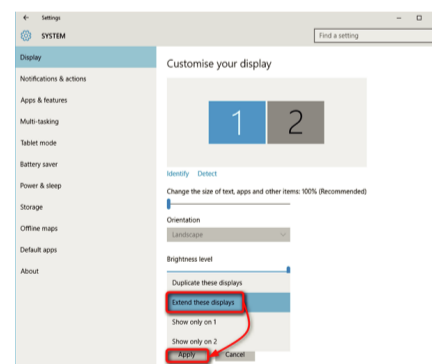 Settings
SYSTEM
Find a setting
Display
Notifications & actions
Apps & features
Multi-tasking
Tablet mode
Battery saver
Power & sleep
Storage
Offline maps
Default apps
About
Customise your display
1 2
Identify Detect
Change the size of text, apps and other items: 100% (Recommended)
Orientation
Landscape
Brightness level
Duplicate these displays
Extend these displays
Show only on 1
Show only on 2
Apply Cancel